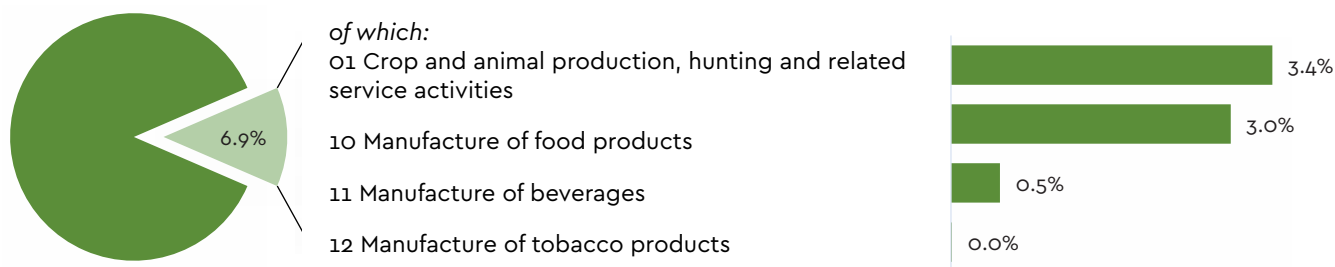 of which:
01 Crop and animal production, hunting and related
service activities
3.4%
10 Manufacture of food products
3.0%
6.9%
11 Manufacture of beverages
0.5%
12 Manufacture of tobacco products
0.0%